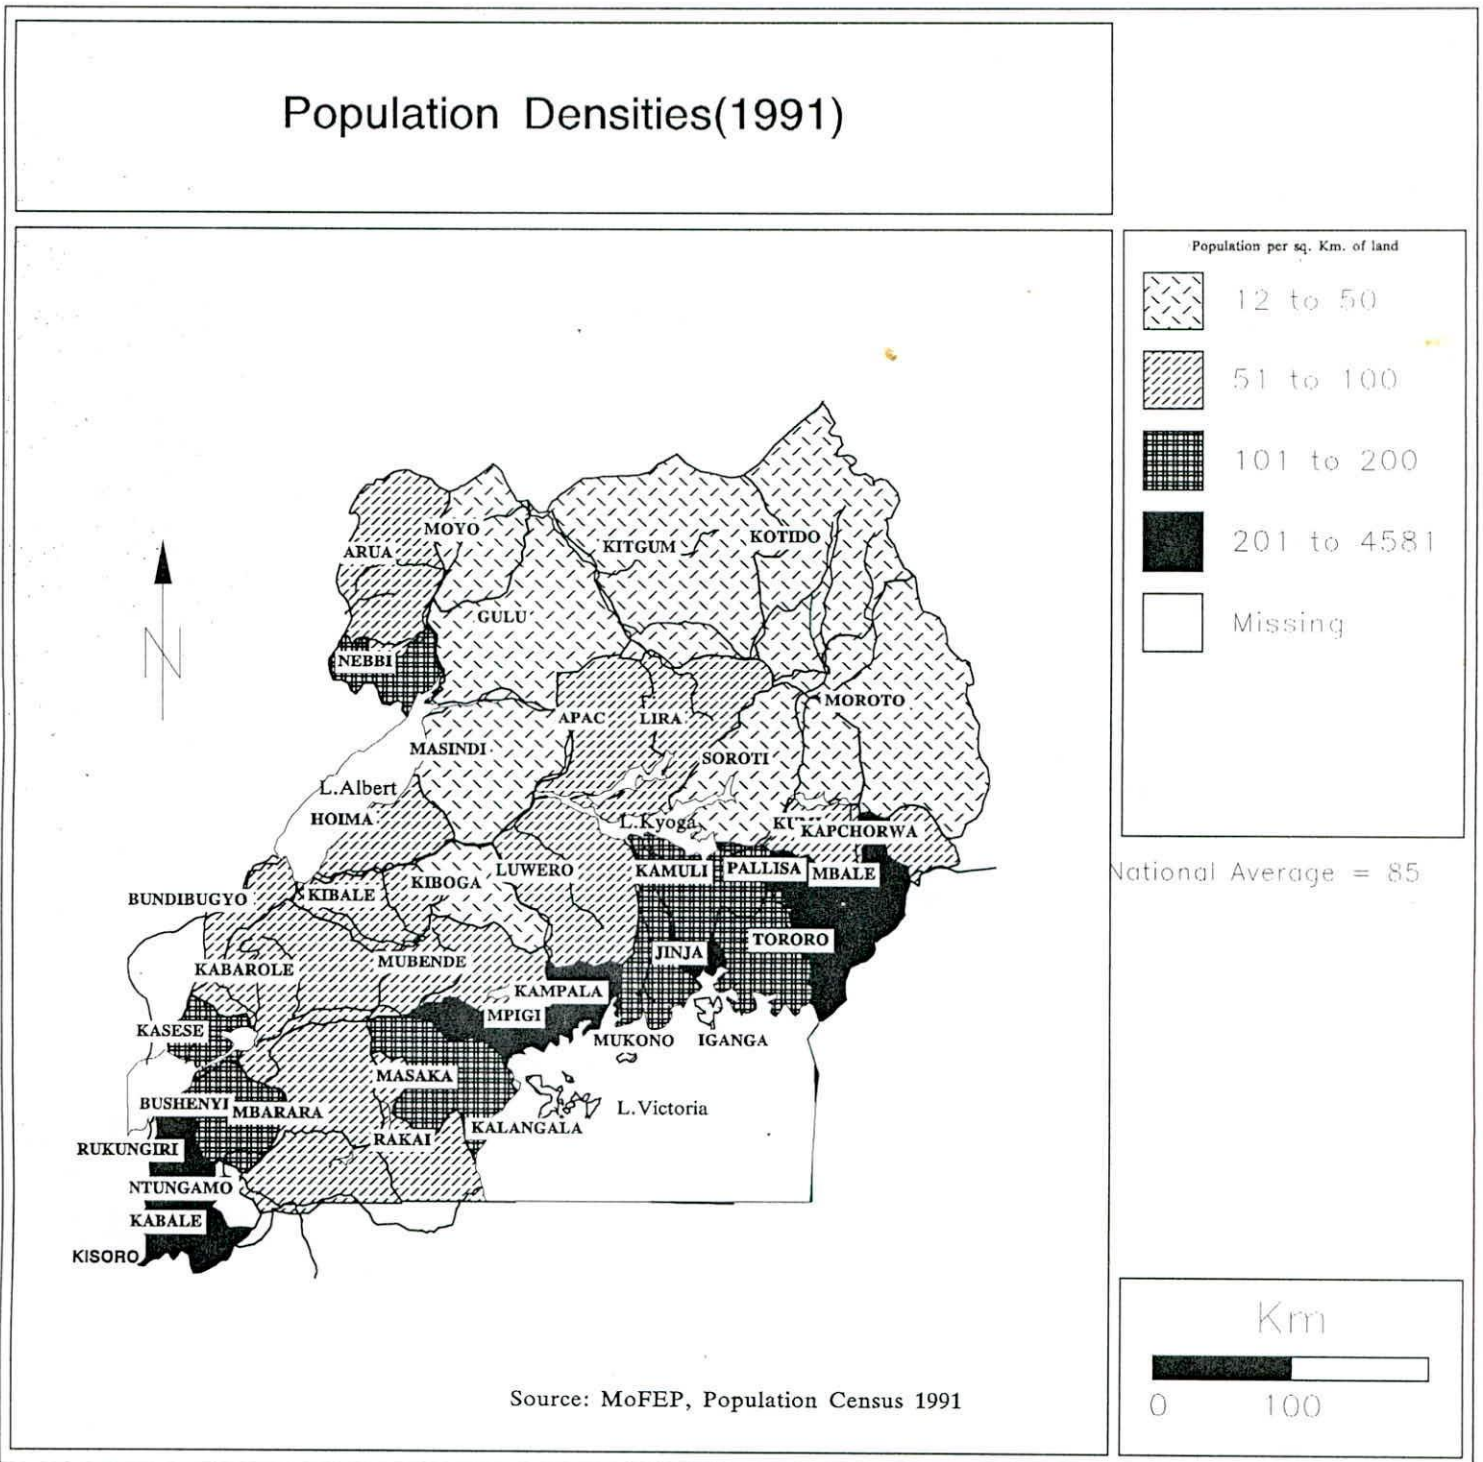 Population Densities(1991)
Population per sq. Km. of land
12 to 50
51 to 100
101 to 200
201 to 4581
Missing
National Average = 85
MOYO
ARUA
KITGUM
KOTIDO
GULU
NEBBI
MOROTO
APAC
LIRA
MASINDI
SOROTI
L.Albert
HOIMA
L.Kyoga
KUMI
KAPCHORWA
LUWERO
KAMULI
PALLISA
MBALE
KIBOGA
KIBALE
BUNDIBUGYO
TORORO
JINJA
MUBENDE
KABAROLE
KAMPALA
MPIGI
KASESE
MUKONO
IGANGA
MASAKA
BUSHENYI
MBARARA
L.Victoria
KALANGALA
RAKAI
RUKUNGIRI
NTUNGAMO
KABALE
KISORO
N
Km
0 100
Source: MoFEP, Population Census 1991